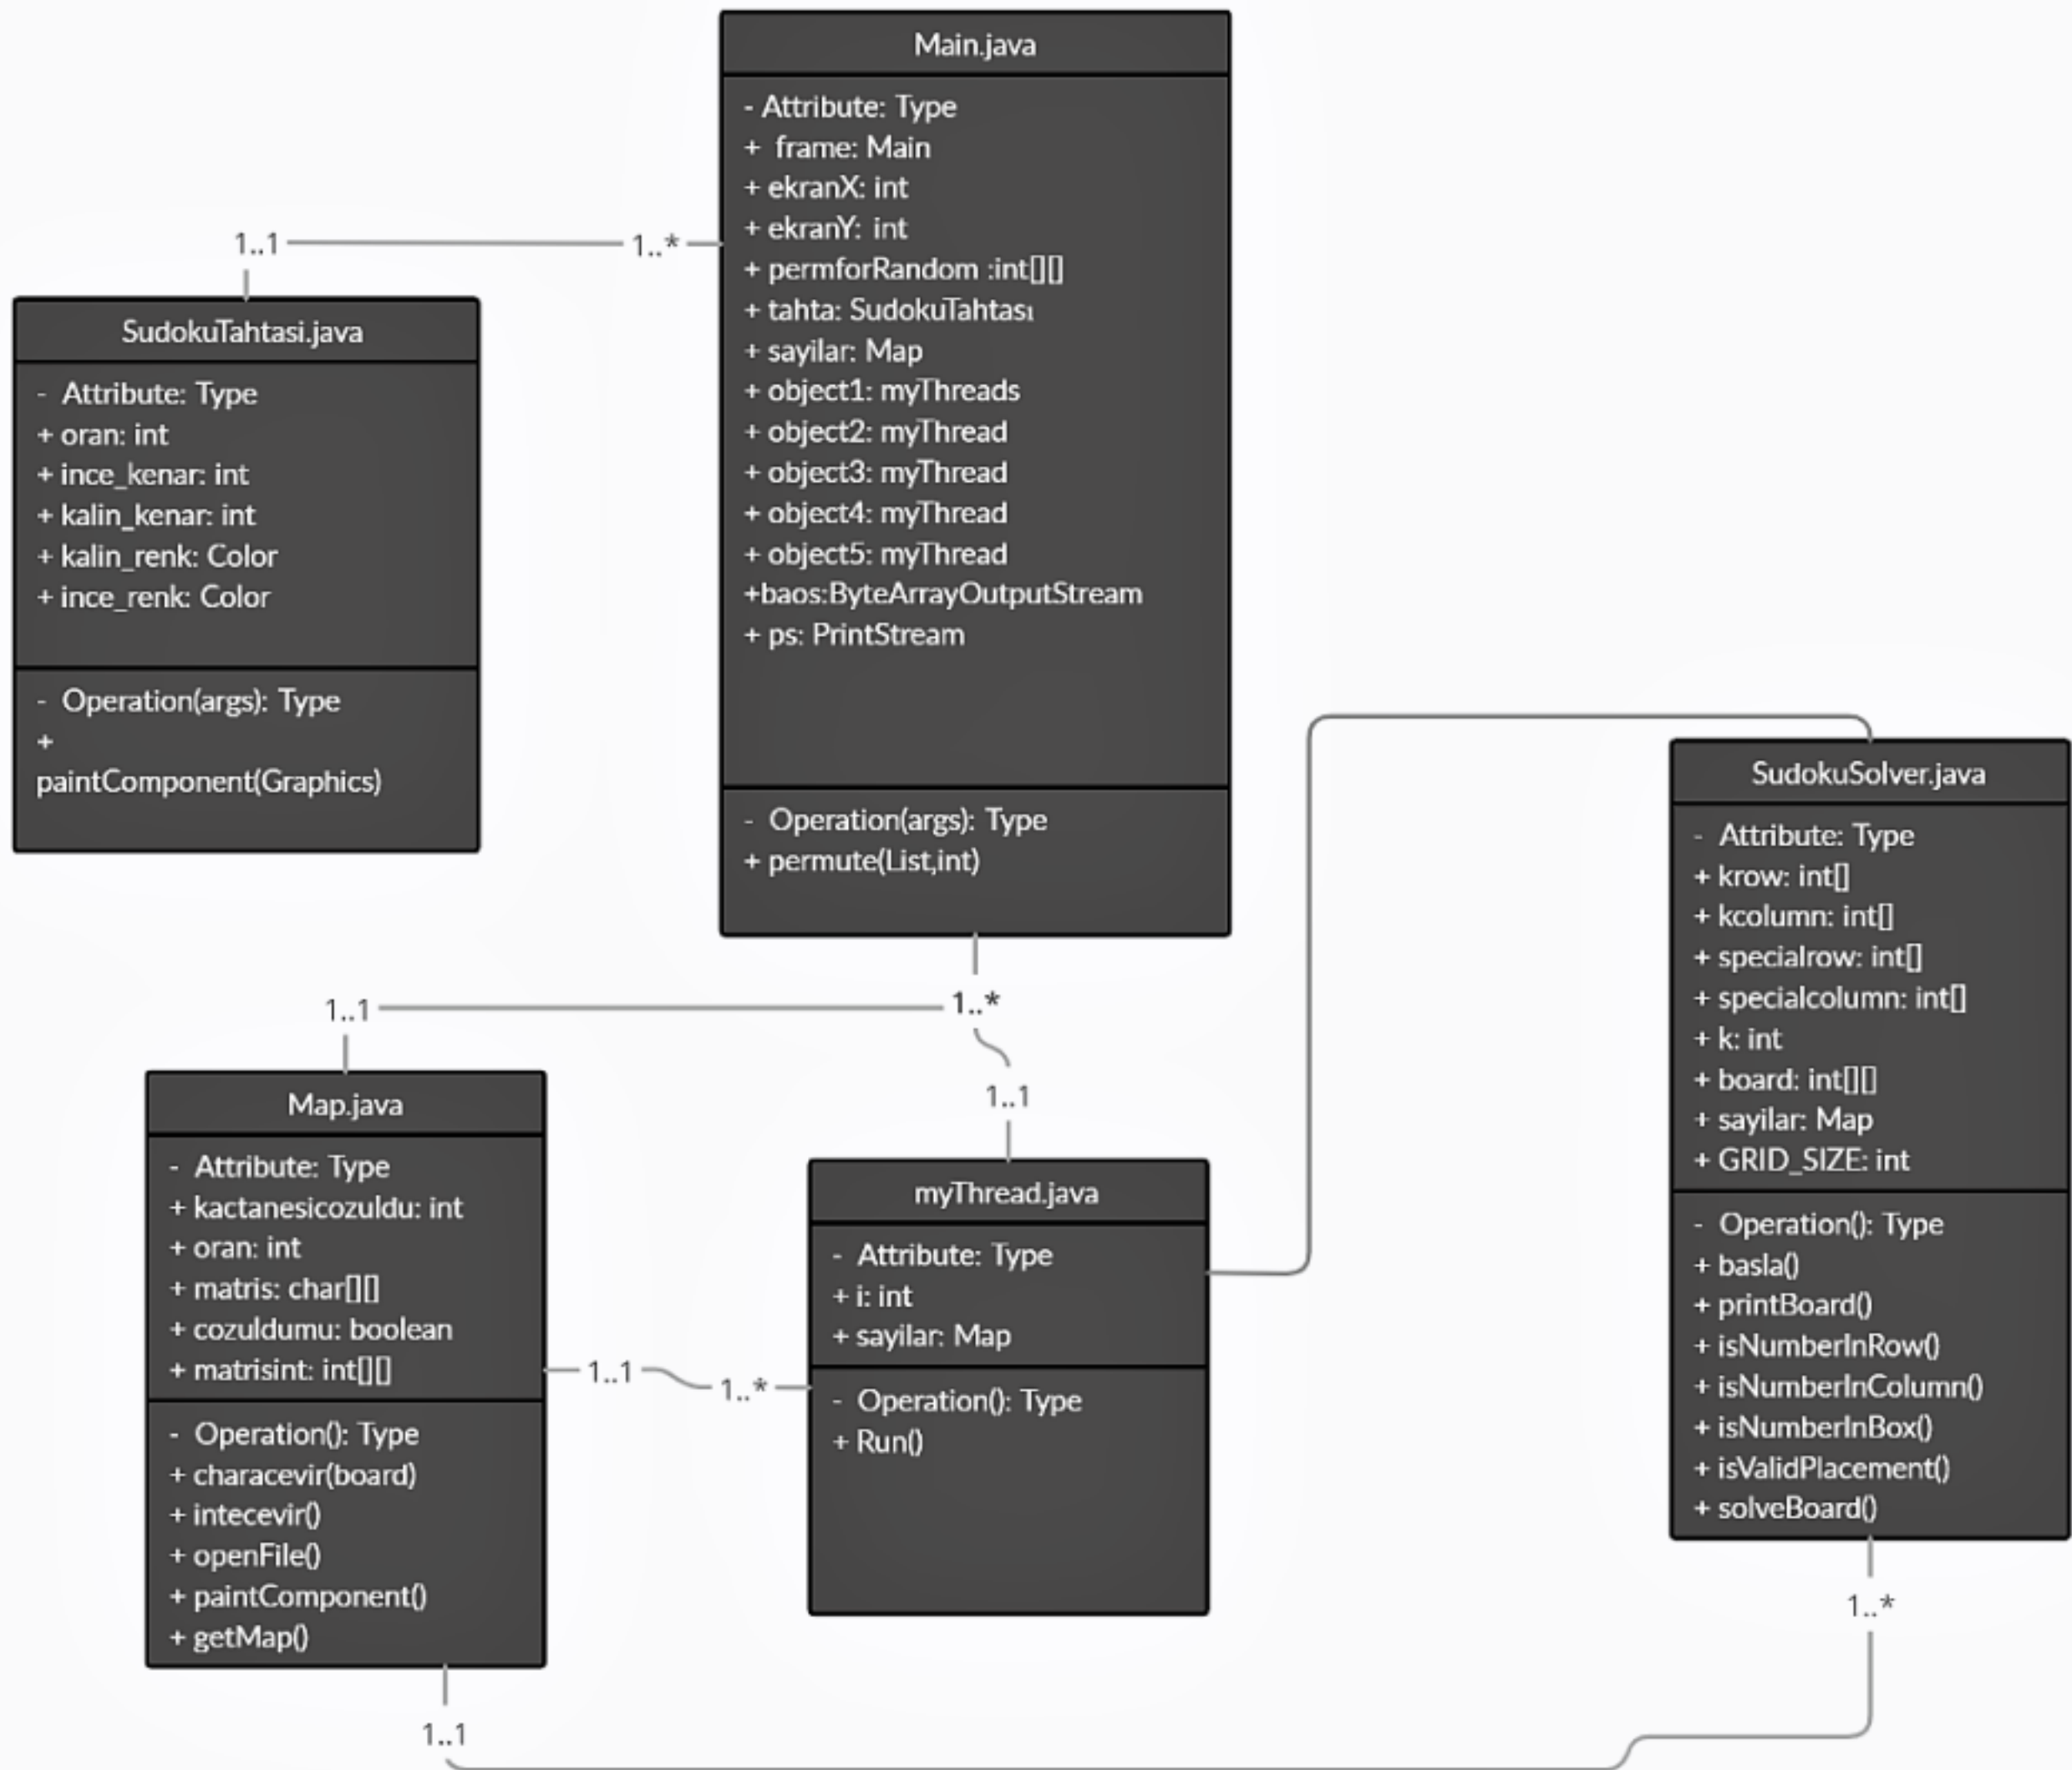 Main.java
- Attribute: Type
+ frame: Main
+ ekranX: int
+ ekranY: int
+ permforRandom :int[][]
+ tahta: SudokuTahtası
+ sayilar: Map
+ object1: myThreads
+ object2: myThread
+ object3: myThread
+ object4: myThread
+ object5: myThread
+baos:ByteArrayOutputStream
+ ps: PrintStream
- Operation(args): Type
+ permute(List,int)
1..1
1..*
SudokuTahtasi.java
- Attribute: Type
+ oran: int
+ ince_kenar: int
+ kalin_kenar: int
+ kalin_renk: Color
+ ince_renk: Color
- Operation(args): Type
+
paintComponent(Graphics)
SudokuSolver.java
- Attribute: Type
+ krow: int[]
+ kcolumn: int[]
+ specialrow: int[]
+ specialcolumn: int[]
+ k: int
+ board: int[][]
+ sayilar: Map
+ GRID_SIZE: int
- Operation(): Type
+ basla()
+ printBoard()
+ isNumberInRow()
+ isNumberInColumn()
+ isNumberInBox()
+ isValidPlacement()
+ solveBoard()
1..1
1..*
1..1
Map.java
- Attribute: Type
+ kactanesicozuldu: int
+ oran: int
+ matris: char[][]
+ cozuldumu: boolean
+ matrisint: int[][]
- Operation(): Type
+ characevir(board)
+ intecevir()
+ openFile()
+ paintComponent()
+ getMap()
1..1
1..*
myThread.java
- Attribute: Type
+ i: int
+ sayilar: Map
- Operation(): Type
+ Run()
1..*
1..1